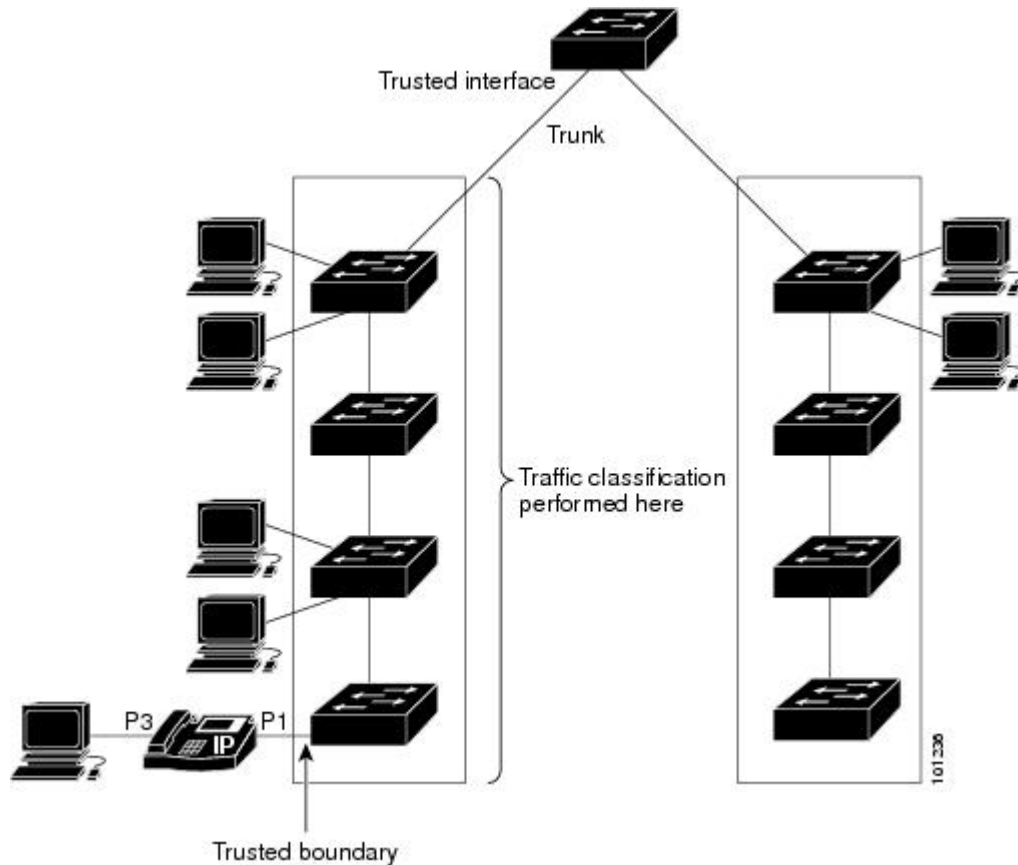 Trusted interface
Trunk
Traffic classification
performed here
P3
IP
P1
101236
Trusted boundary